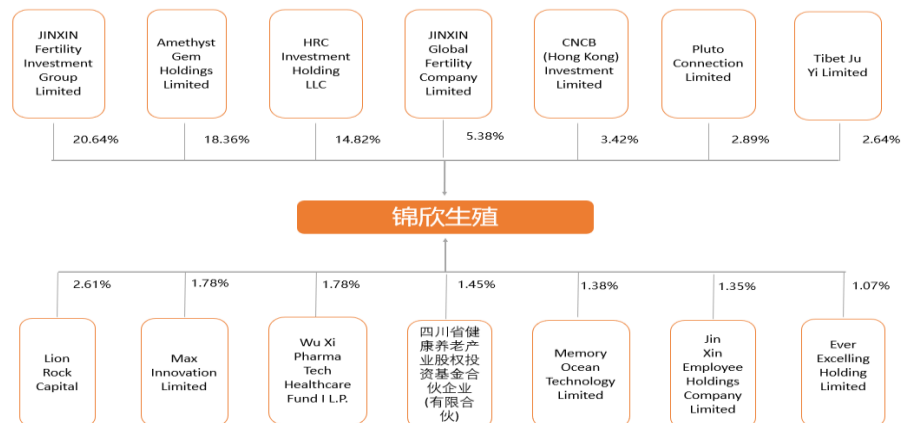 JINXIN
Fertility
Investment
Group
Limited
Amethyst
Gem
Holdings
Limited
HRC
Investment
Holding
LLC
JINXIN
Global
Fertility
Company
Limited
CNCB
(Hong Kong)
Investment
Limited
Pluto
Connection
Limited
Tibet Ju
Yi Limited
20.64%
18.36%
14.82%
5.38%
3.42%
2.89%
2.64%
锦欣生殖
2.61%
1.78%
1.78%
1.45%
1.38%
1.35%
1.07%
Lion
Rock
Capital
Max
Innovation
Limited
Wu Xi
Pharma
Tech
Healthcare
Fund I L.P.
四川省健
康养老产
业股权投
资基金合
伙企业
(有限合
伙)
Memory
Ocean
Technology
Limited
Jin
Xin
Employee
Holdings
Company
Limited
Ever
Excelling
Holding
Limited